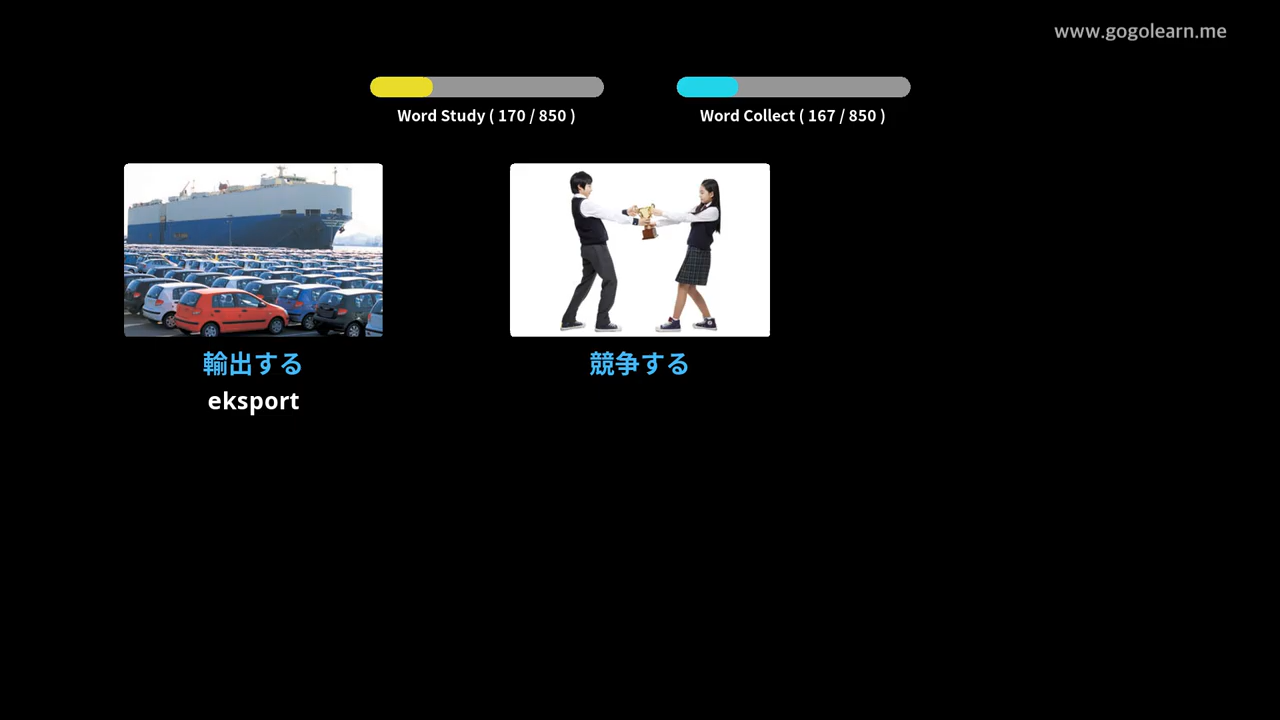 www.gogolearn.me
Word Study ( 170 / 850 )
Word Collect ( 167 / 850 )
輸出する
競争する
eksport